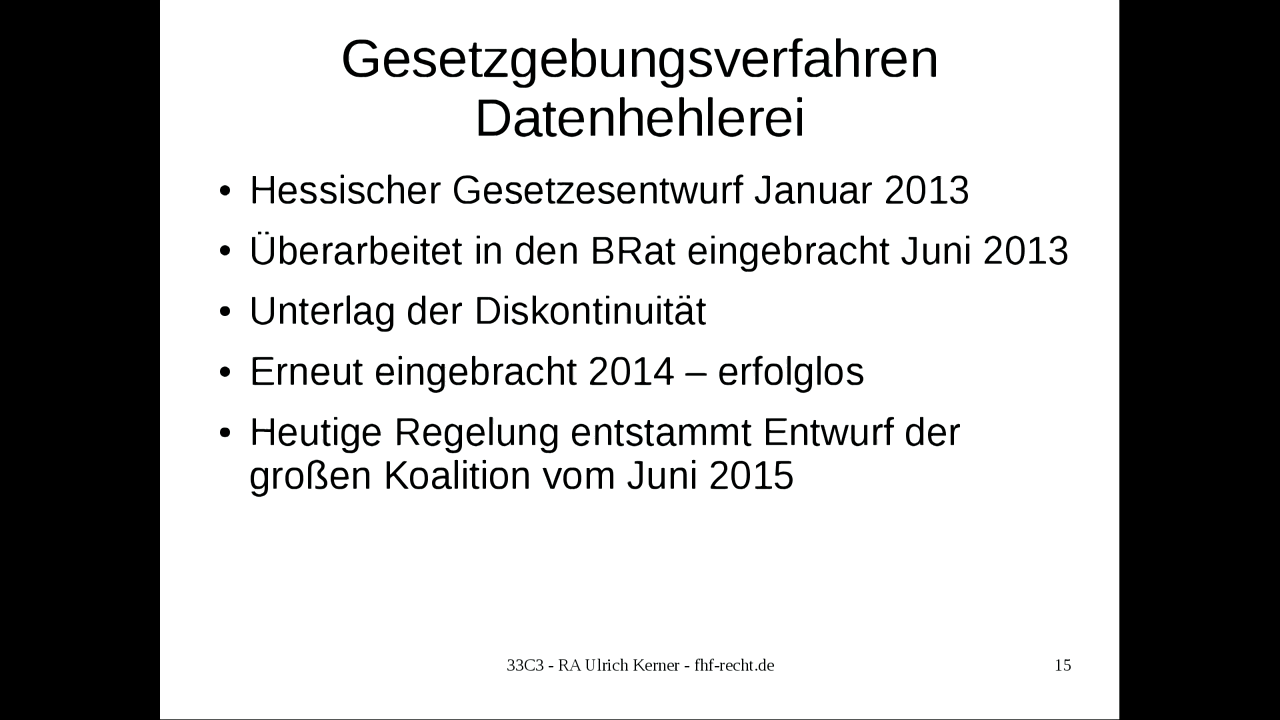 Gesetzgebungsverfahren
Datenhehlerei
• Hessischer Gesetzesentwurf Januar 2013
• Überarbeitet in den BRat eingebracht Juni 2013
• Unterlag der Diskontinuität
• Erneut eingebracht 2014 – erfolglos
• Heutige Regelung entstammt Entwurf der
großen Koalition vom Juni 2015
33C3 - RA Ulrich Kerner - fhf-recht.de
15